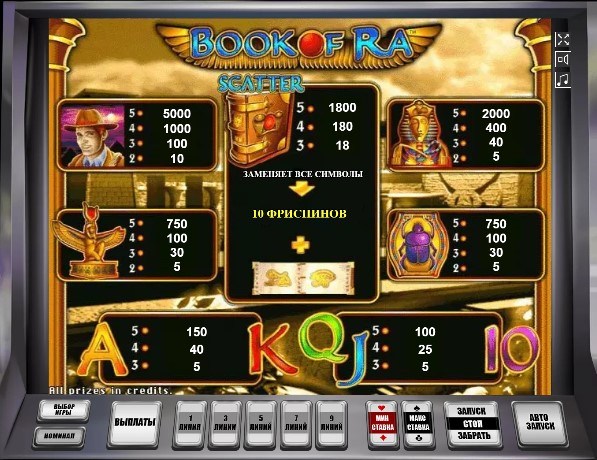 BOOK OF RA™
SCATTER
5 5000
4 1000
3 100
2 10
5 1800
4 180
3 18
5 2000
4 400
3 40
2 5
ЗАМЕНЯЕТ ВСЕ СИМВОЛЫ
10 ФРИСПИНОВ
5 750
4 100
3 30
2 5
5 750
4 100
3 30
2 5
A K
5 150
4 40
3 5
Q J 10
5 100
4 25
3 5
All prizes in credits.
ВЫБОР
ИГРЫ
НОМИНАЛ
ВЫПЛАТЫ
1
ЛИНИЯ
3
ЛИНИИ
5
ЛИНИЙ
7
ЛИНИЙ
9
ЛИНИЙ
МИН
СТАВКА
МАКС
СТАВКА
ЗАПУСК
СТОП
ЗАБРАТЬ
АВТО
ЗАПУСК